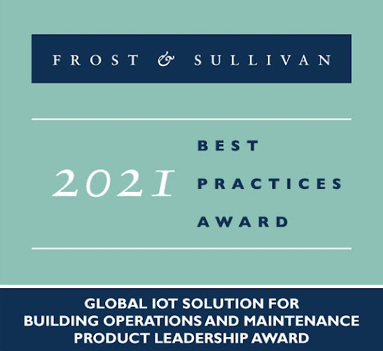 FROST & SULLIVAN
2021
BEST
PRACTICES
AWARD
GLOBAL IOT SOLUTION FOR
BUILDING OPERATIONS AND MAINTENANCE
PRODUCT LEADERSHIP AWARD